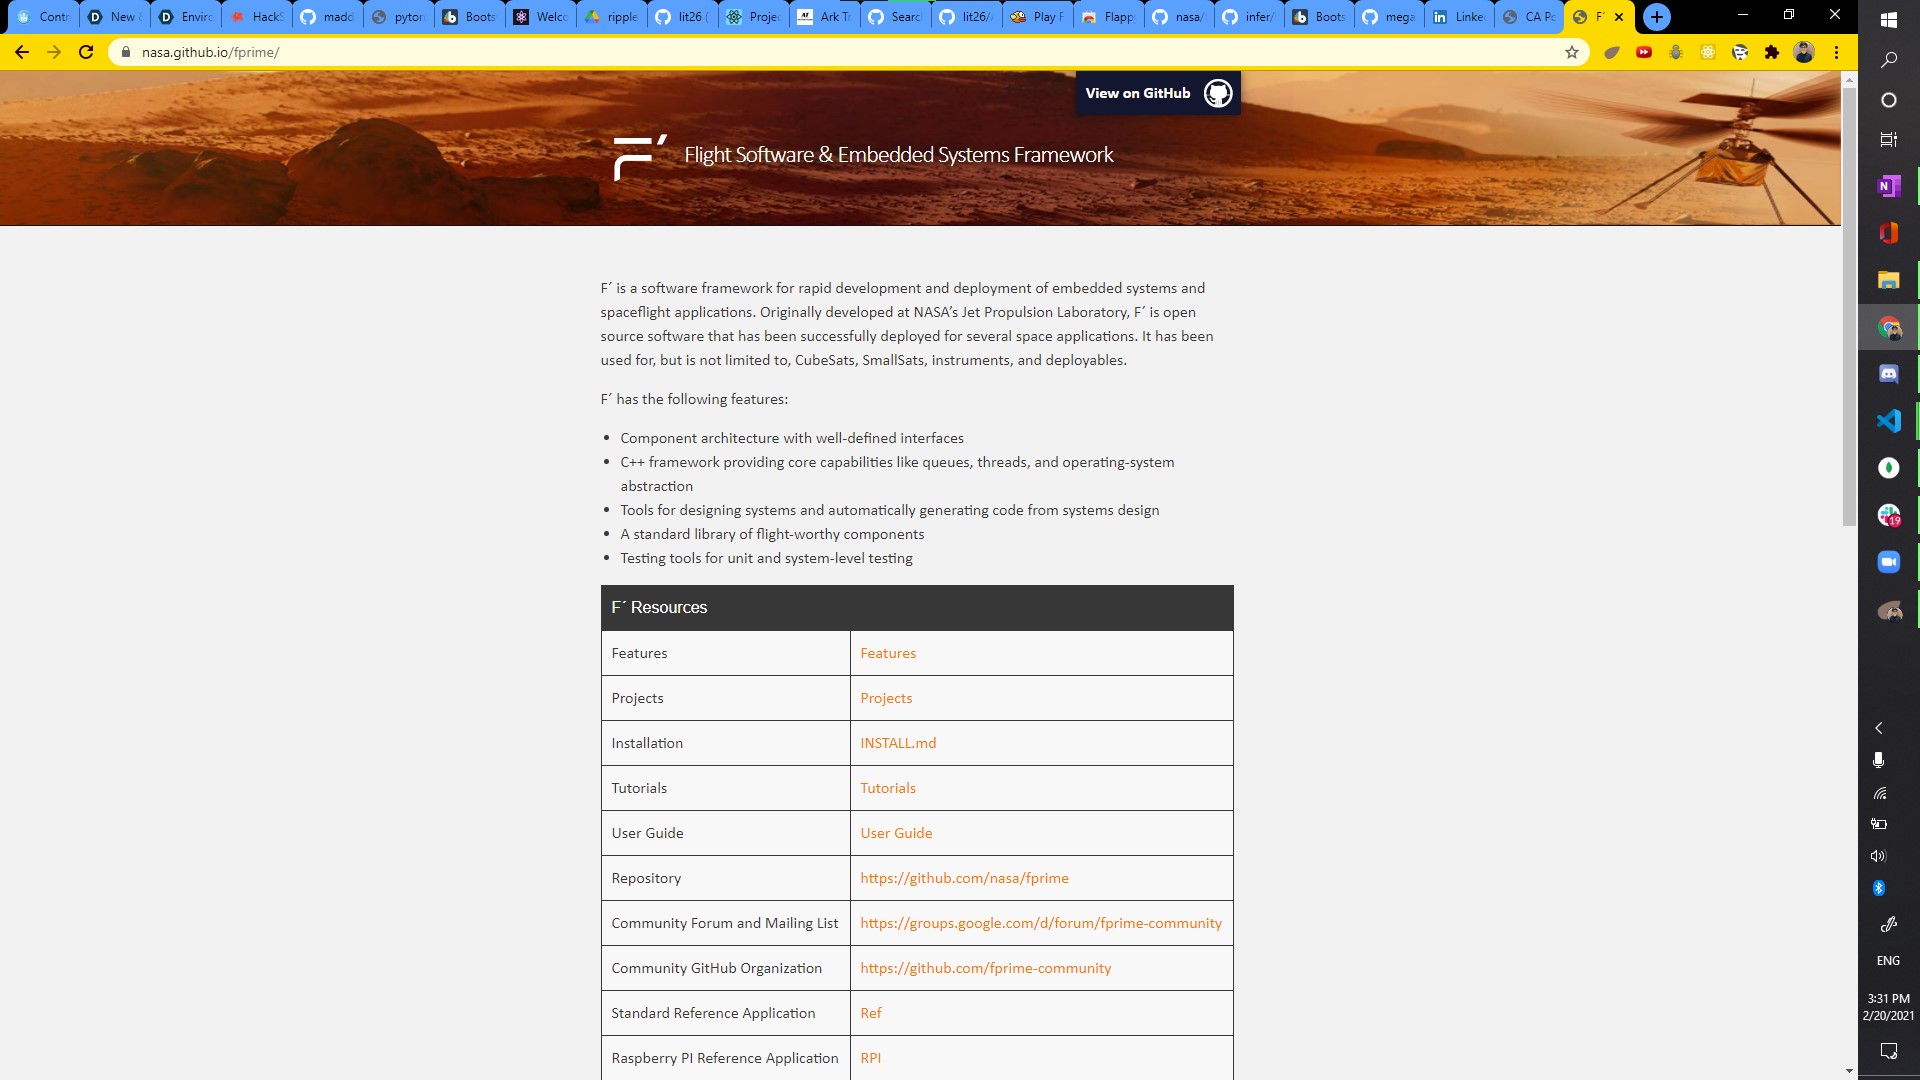 Contr
New &
Enviro
HackS
madd
pytor
Boots
Welco
ripple
lit26 (
Projec
Ark Tr
Search
lit26/
Play F
Flapp
nasa/
infer/
Boots
mega
Linked
CA Po
F´
nasa.github.io/fprime/
View on GitHub
F´ Flight Software & Embedded Systems Framework
F´ is a software framework for rapid development and deployment of embedded systems and
spaceflight applications. Originally developed at NASA’s Jet Propulsion Laboratory, F´ is open
source software that has been successfully deployed for several space applications. It has been
used for, but is not limited to, CubeSats, SmallSats, instruments, and deployables.
F´ has the following features:
• Component architecture with well-defined interfaces
• C++ framework providing core capabilities like queues, threads, and operating-system
abstraction
• Tools for designing systems and automatically generating code from systems design
• A standard library of flight-worthy components
• Testing tools for unit and system-level testing
F´ Resources
Features Features
Projects Projects
Installation INSTALL.md
Tutorials Tutorials
User Guide User Guide
Repository https://github.com/nasa/fprime
Community Forum and Mailing List https://groups.google.com/d/forum/fprime-community
Community GitHub Organization https://github.com/fprime-community
Standard Reference Application Ref
Raspberry PI Reference Application RPI
19
ENG
3:31 PM
2/20/2021